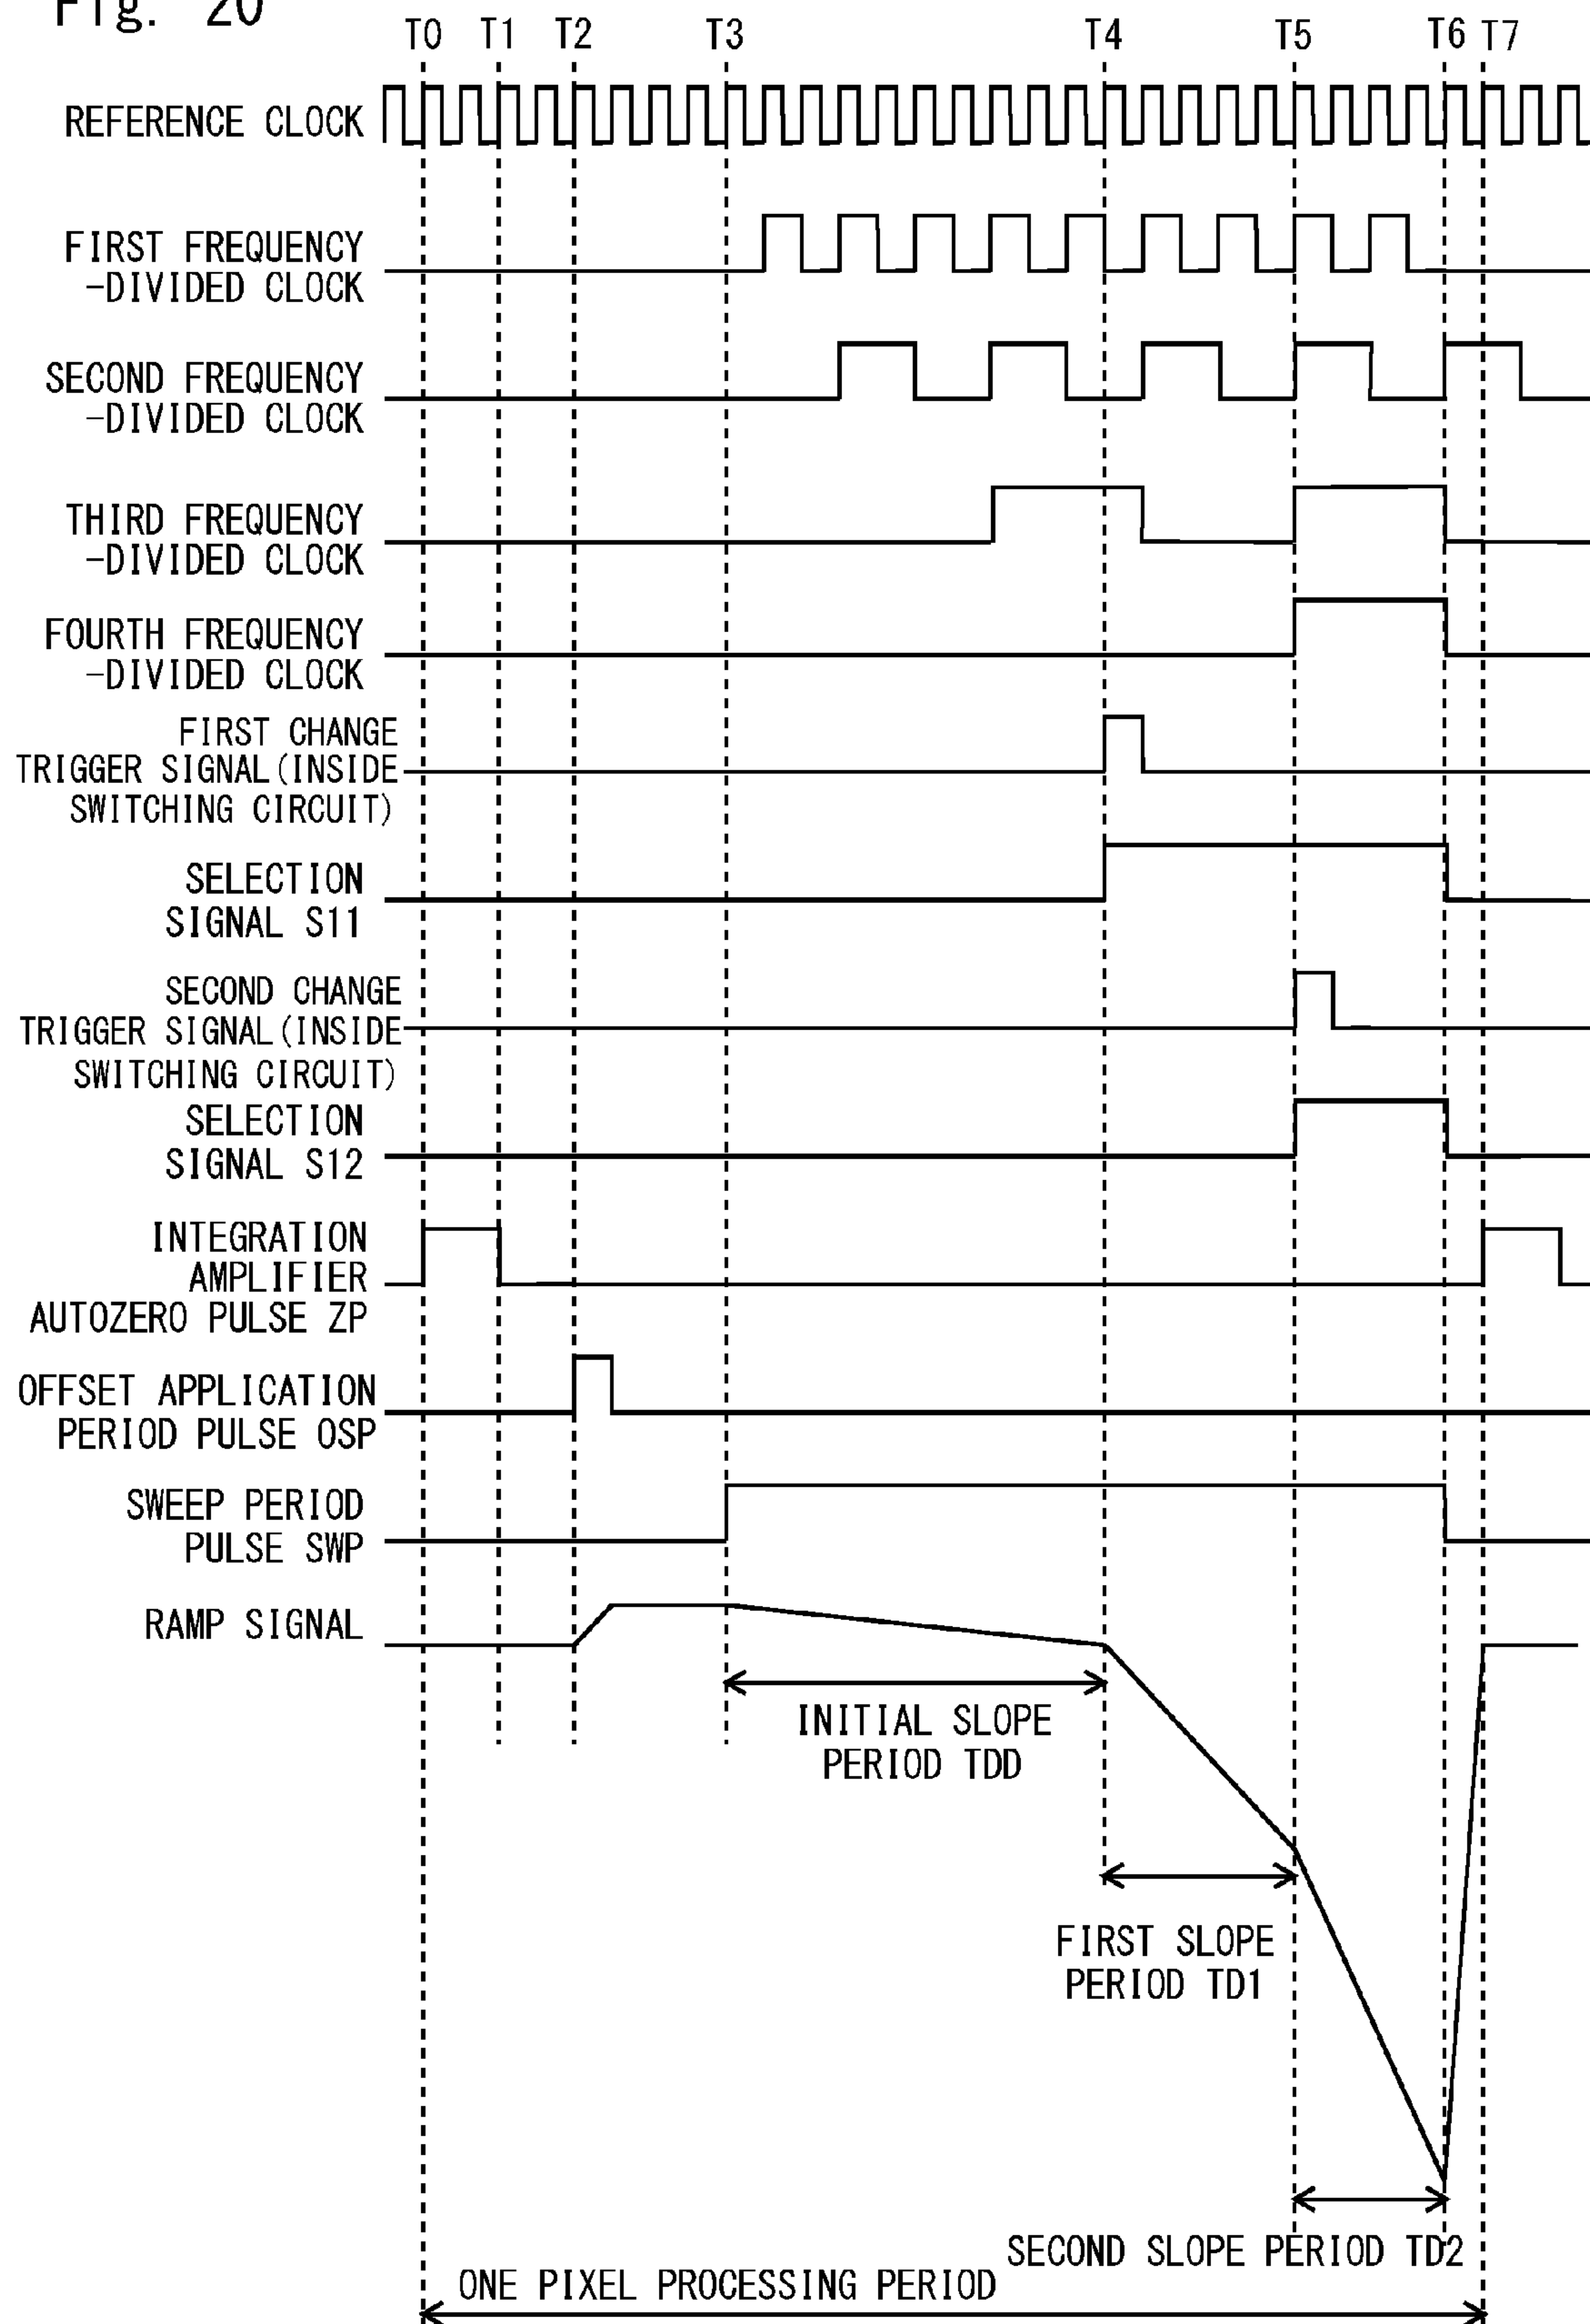 Fig. 20
T0 T1 T2 T3 T4 T5 T6 T7
REFERENCE CLOCK
FIRST FREQUENCY
-DIVIDED CLOCK
SECOND FREQUENCY
-DIVIDED CLOCK
THIRD FREQUENCY
-DIVIDED CLOCK
FOURTH FREQUENCY
-DIVIDED CLOCK
FIRST CHANGE
TRIGGER SIGNAL(INSIDE
SWITCHING CIRCUIT)
SELECTION
SIGNAL S11
SECOND CHANGE
TRIGGER SIGNAL(INSIDE
SWITCHING CIRCUIT)
SELECTION
SIGNAL S12
INTEGRATION
AMPLIFIER
AUTOZERO PULSE ZP
OFFSET APPLICATION
PERIOD PULSE OSP
SWEEP PERIOD
PULSE SWP
RAMP SIGNAL
INITIAL SLOPE
PERIOD TDD
FIRST SLOPE
PERIOD TD1
SECOND SLOPE PERIOD TD2
ONE PIXEL PROCESSING PERIOD